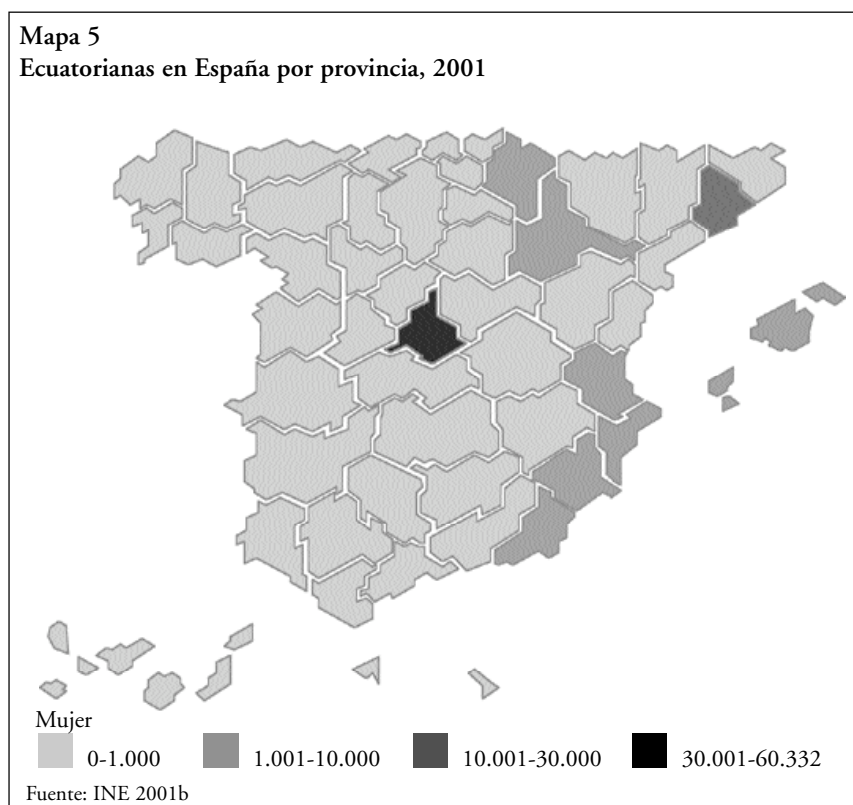 Mapa 5
Ecuatorianas en España por provincia, 2001
Mujer
0-1.000 1.001-10.000 10.001-30.000 30.001-60.332
Fuente: INE 2001b